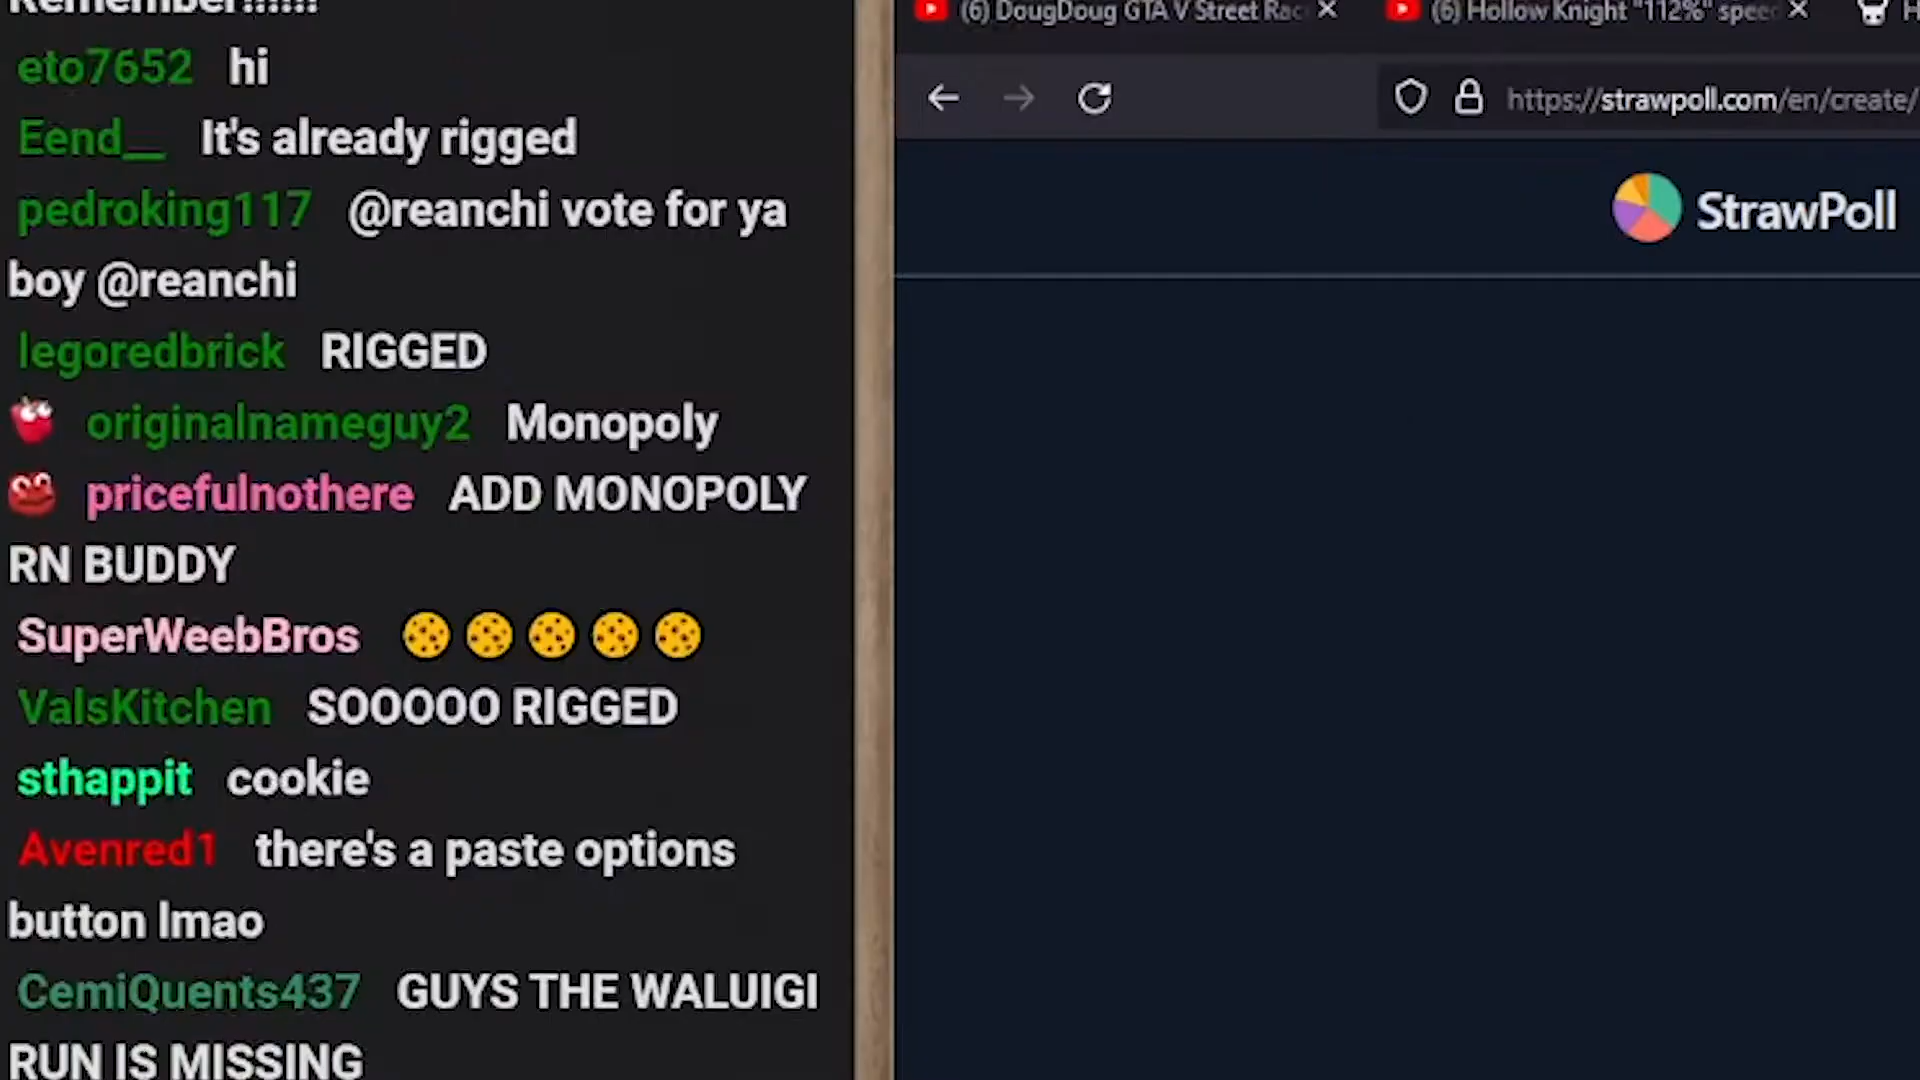 Remember!!!!!!
eto7652 hi
Eend__ It's already rigged
pedroking117 @reanchi vote for ya
boy @reanchi
legoredbrick RIGGED
originalnameguy2 Monopoly
pricefulnothere ADD MONOPOLY
RN BUDDY
SuperWeebBros
ValsKitchen SOOOOO RIGGED
sthappit cookie
Avenred1 there's a paste options
button lmao
CemiQuents437 GUYS THE WALUIGI
RUN IS MISSING
(6) DougDoug GTA V Street Rac
(6) Hollow Knight "112%" spee
H
https://strawpoll.com/en/create/
StrawPoll